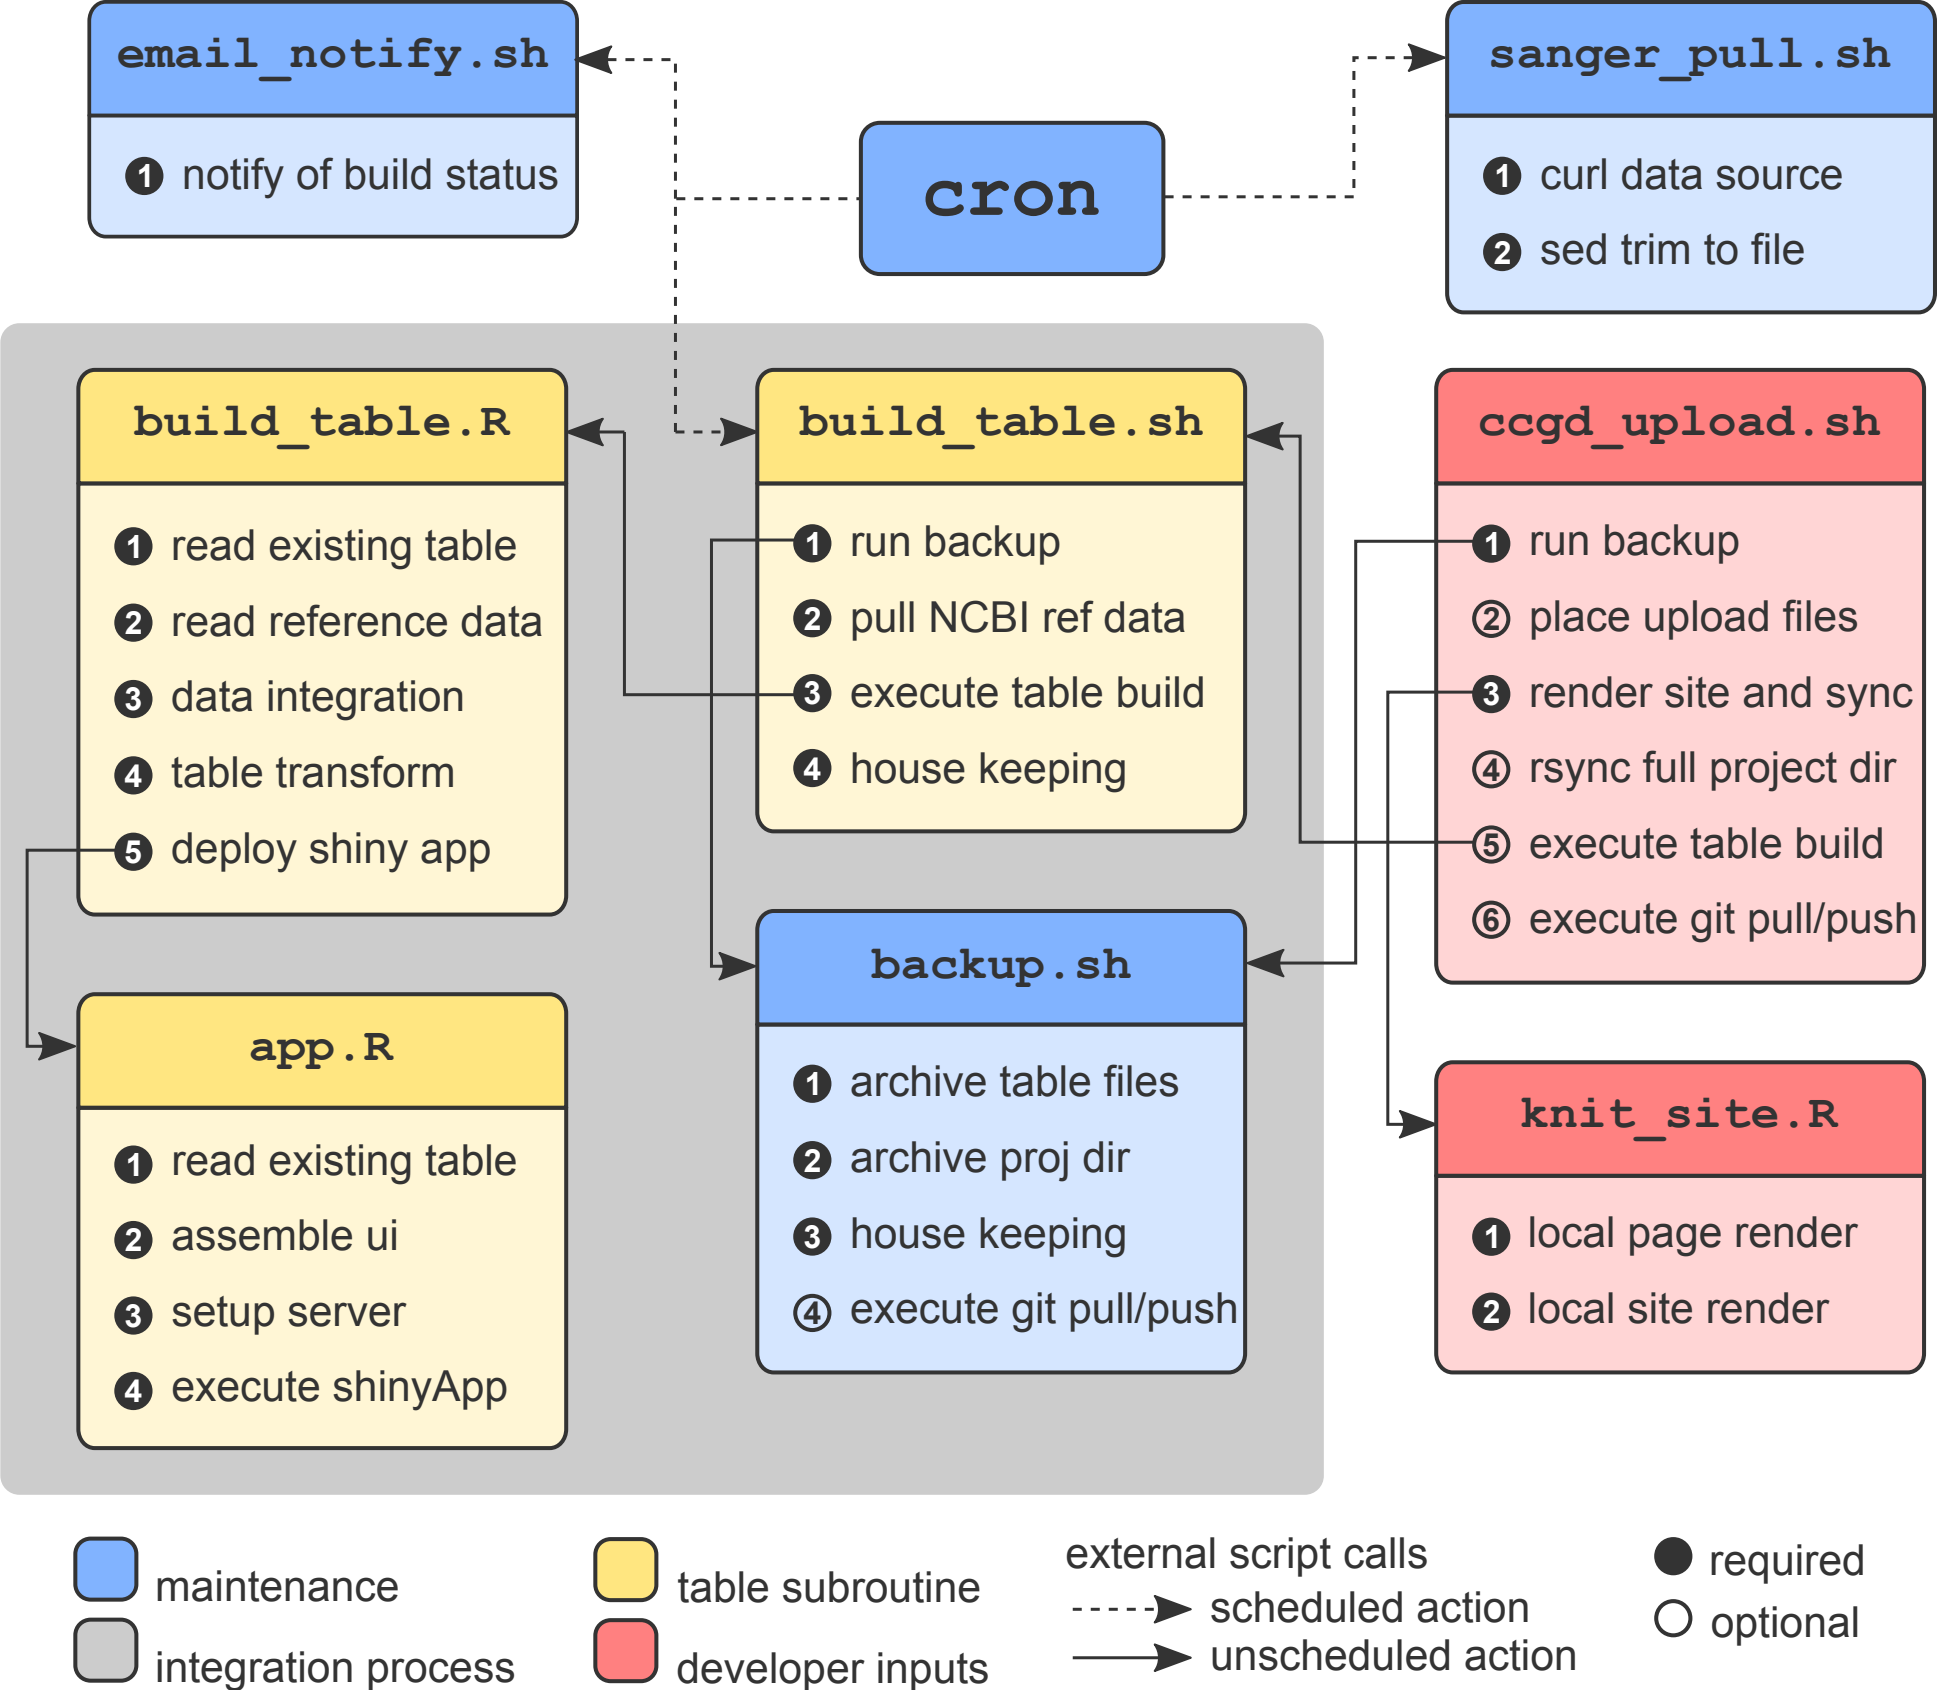 email_notify.sh
1 notify of build status
cron
sanger_pull.sh
1 curl data source
2 sed trim to file
build_table.R
1 read existing table
2 read reference data
3 data integration
4 table transform
5 deploy shiny app
build_table.sh
1 run backup
2 pull NCBI ref data
3 execute table build
4 house keeping
ccgd_upload.sh
1 run backup
2 place upload files
3 render site and sync
4 rsync full project dir
5 execute table build
6 execute git pull/push
app.R
1 read existing table
2 assemble ui
3 setup server
4 execute shinyApp
backup.sh
1 archive table files
2 archive proj dir
3 house keeping
4 execute git pull/push
knit_site.R
1 local page render
2 local site render
maintenance
integration process
table subroutine
developer inputs
external script calls
scheduled action
unscheduled action
required
optional